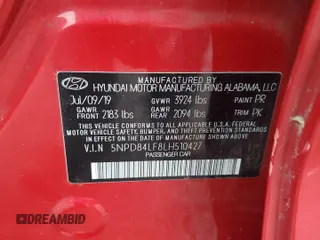 MANUFACTURED BY
HYUNDAI MOTOR MANUFACTURING ALABAMA, LLC
Jul/09/19 GVWR 3924 lbs PAINT PR
GAWR FRONT 2183 lbs GAWR REAR 2094 lbs TRIM PK
THIS VEHICLE CONFORMS TO ALL APPLICABLE
U.S. FEDERAL MOTOR VEHICLE SAFETY, BUMPER,
AND THEFT PREVENTION STANDARDS IN EFFECT
ON THE DATE OF MANUFACTURE SHOWN ABOVE.
V.I.N 5NPD84LF8LH510427
PASSENGER CAR
DREAMBID